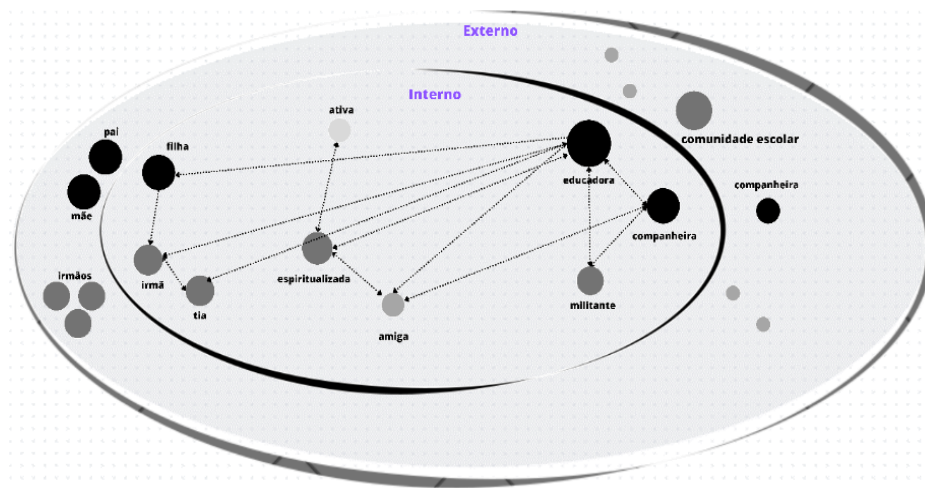 Externo
Interno
ativa
pai
filha
comunidade escolar
educadora
companheira
mãe
companheira
irmãos
irmã
espiritualizada
militante
tia
amiga